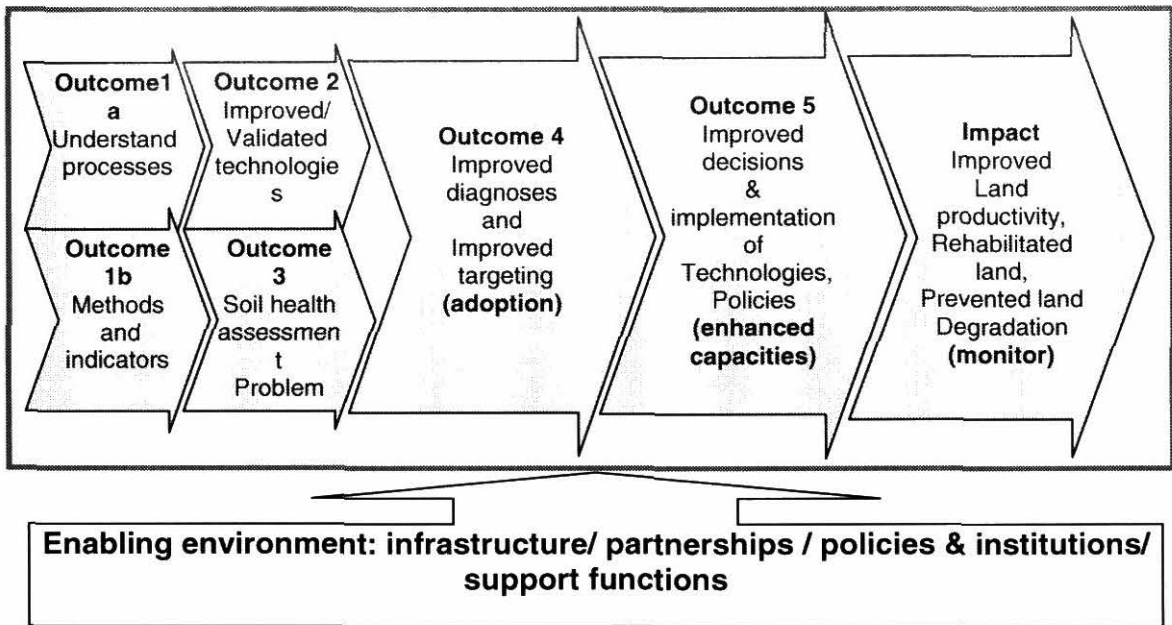 Outcome1
a
Understand
processes
Outcome 2
Improved/
Validated
technologie
s
Outcome
1b
Methods
and
indicators
Outcome
3
Soil health
assessmen
t
Problem
Outcome 4
Improved
diagnoses
and
Improved
targeting
(adoption)
Outcome 5
Improved
decisions
&
implementation
of
Technologies,
Policies
(enhanced
capacities)
Impact
Improved
Land
productivity,
Rehabilitated
land,
Prevented land
Degradation
(monitor)
Enabling environment: infrastructure/ partnerships / policies & institutions/
support functions